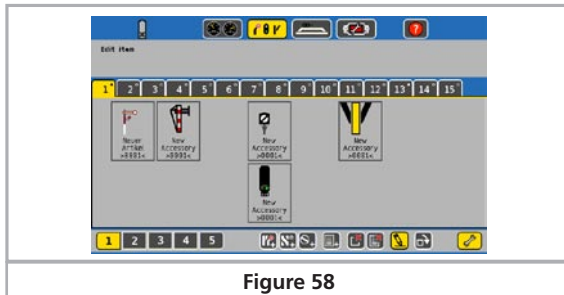 ?
Edit item
1 2 3 4 5 6 7 8 9 10 11 12 13 14 15
Neuer
Artikel
>0001<
New
Accessory
>0001<
New
Accessory
>0001<
New
Accessory
>0001<
New
Accessory
>0001<
1 2 3 4 5
Figure 58